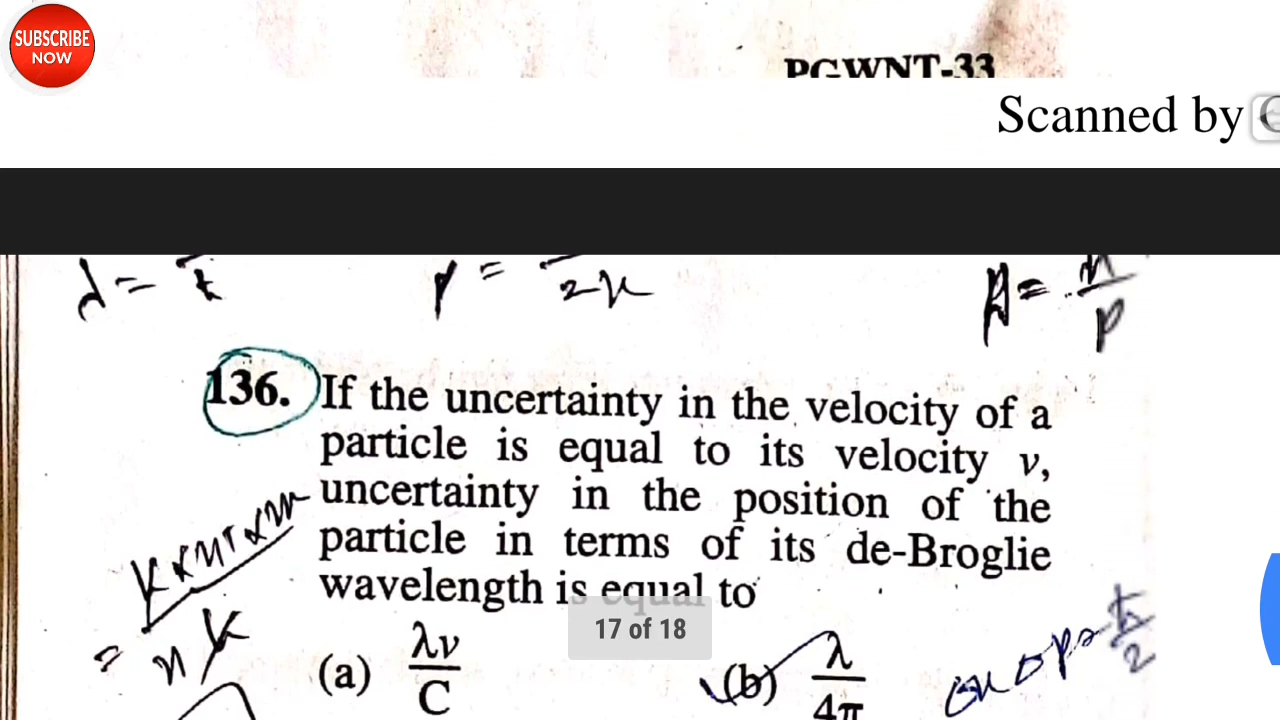 SUBSCRIBE
NOW
PGWNT-33
Scanned by
136. If the uncertainty in the velocity of a
particle is equal to its velocity v,
uncertainty in the position of the
particle in terms of its de-Broglie
wavelength is equal to
17 of 18
(a) λv/C (b) λ/4π